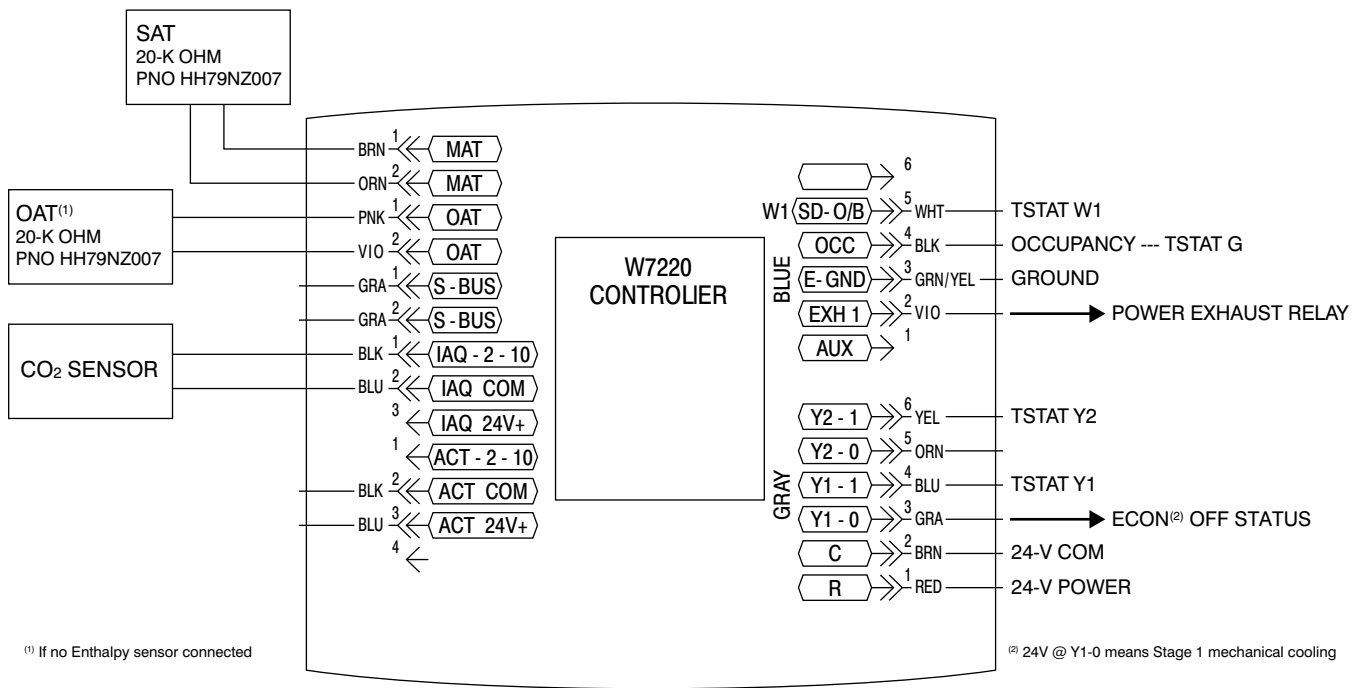 SAT
20-K OHM
PNO HH79NZ007
OAT(1)
20-K OHM
PNO HH79NZ007
CO2 SENSOR
BRN 1 MAT
ORN 2 MAT
PNK 1 OAT
VIO 2 OAT
GRA 1 S-BUS
GRA 2 S-BUS
BLK 1 IAQ - 2 - 10
BLU 2 IAQ COM
3 IAQ 24V+
1 ACT - 2 - 10
BLK 2 ACT COM
BLU 3 ACT 24V+
4
W7220
CONTROLIER
BLUE
6
W1 SD- O/B 5 WHT TSTAT W1
OCC 4 BLK OCCUPANCY --- TSTAT G
E- GND 3 GRN/YEL GROUND
EXH 1 2 VIO POWER EXHAUST RELAY
AUX 1
GRAY
Y2 - 1 6 YEL TSTAT Y2
Y2 - 0 5 ORN
Y1 - 1 4 BLU TSTAT Y1
Y1 - 0 3 GRA ECON(2) OFF STATUS
C 2 BRN 24-V COM
R 1 RED 24-V POWER
(1) If no Enthalpy sensor connected
(2) 24V @ Y1-0 means Stage 1 mechanical cooling